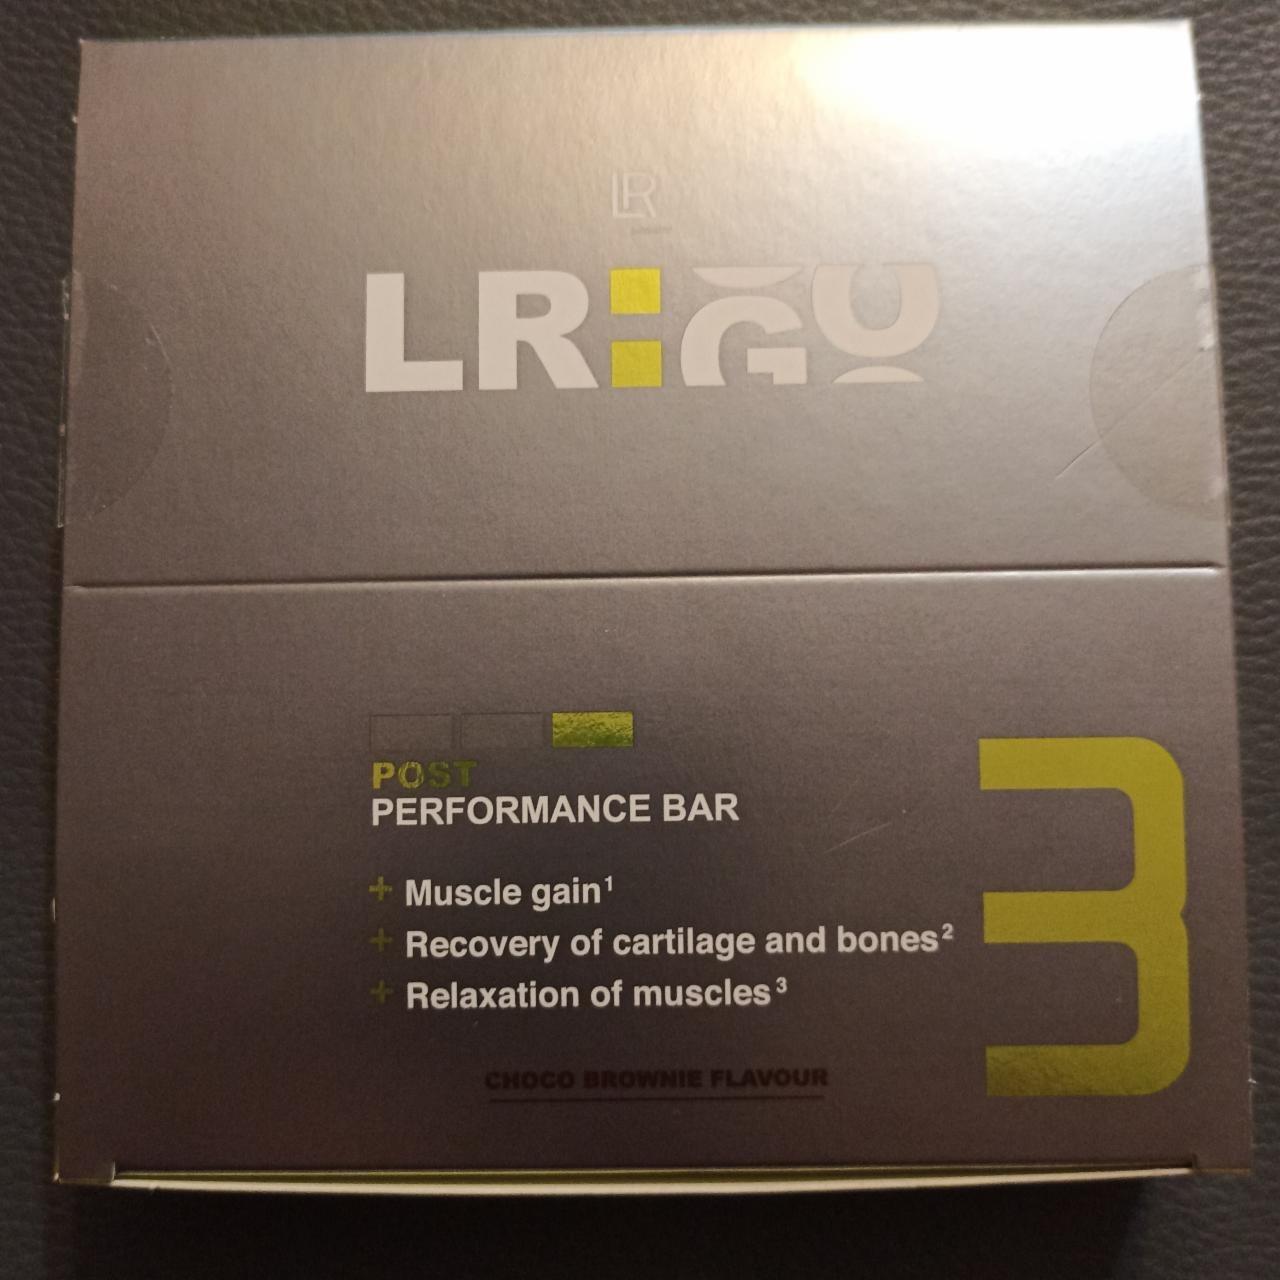 LR
LR:GO
POST
PERFORMANCE BAR
+ Muscle gain¹
+ Recovery of cartilage and bones²
+ Relaxation of muscles³
3
CHOCO BROWNIE FLAVOUR